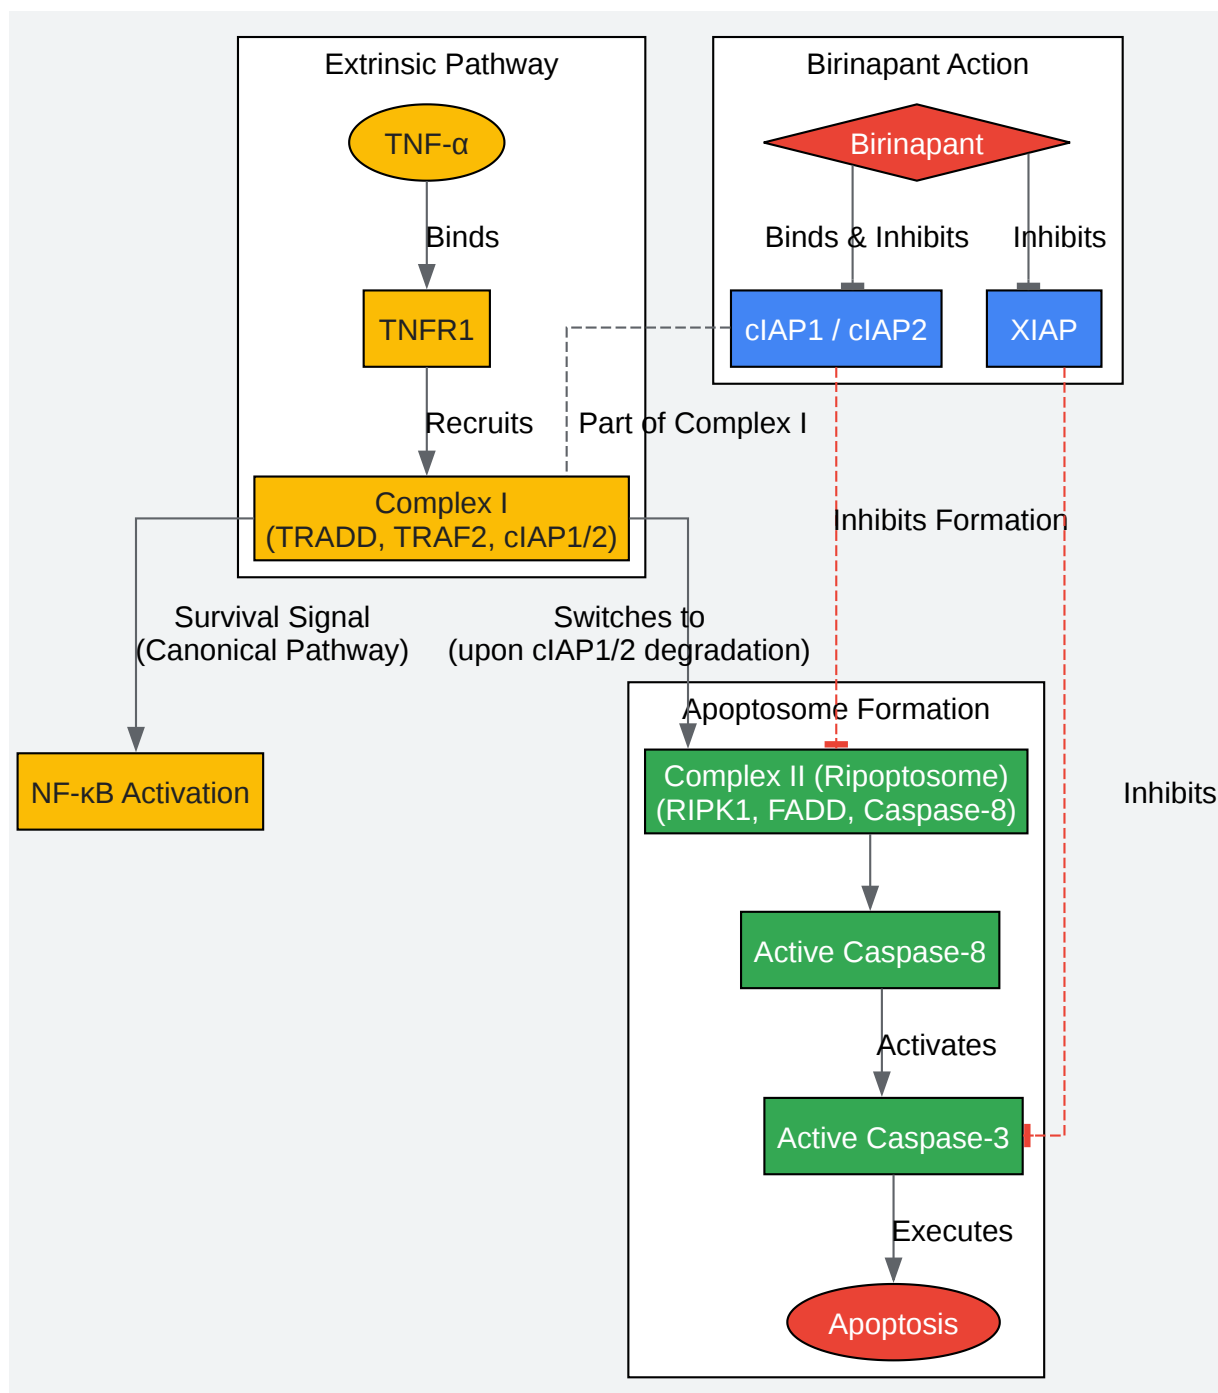 Extrinsic Pathway
Birinapant Action
TNF-α
Birinapant
Binds
Binds & Inhibits
Inhibits
TNFR1
cIAP1 / cIAP2
XIAP
Recruits
Part of Complex I
Complex I
(TRADD, TRAF2, cIAP1/2)
Inhibits Formation
Survival Signal
(Canonical Pathway)
Switches to
(upon cIAP1/2 degradation)
Apoptosome Formation
NF-κB Activation
Complex II (Ripoptosome)
(RIPK1, FADD, Caspase-8)
Inhibits
Active Caspase-8
Activates
Active Caspase-3
Executes
Apoptosis